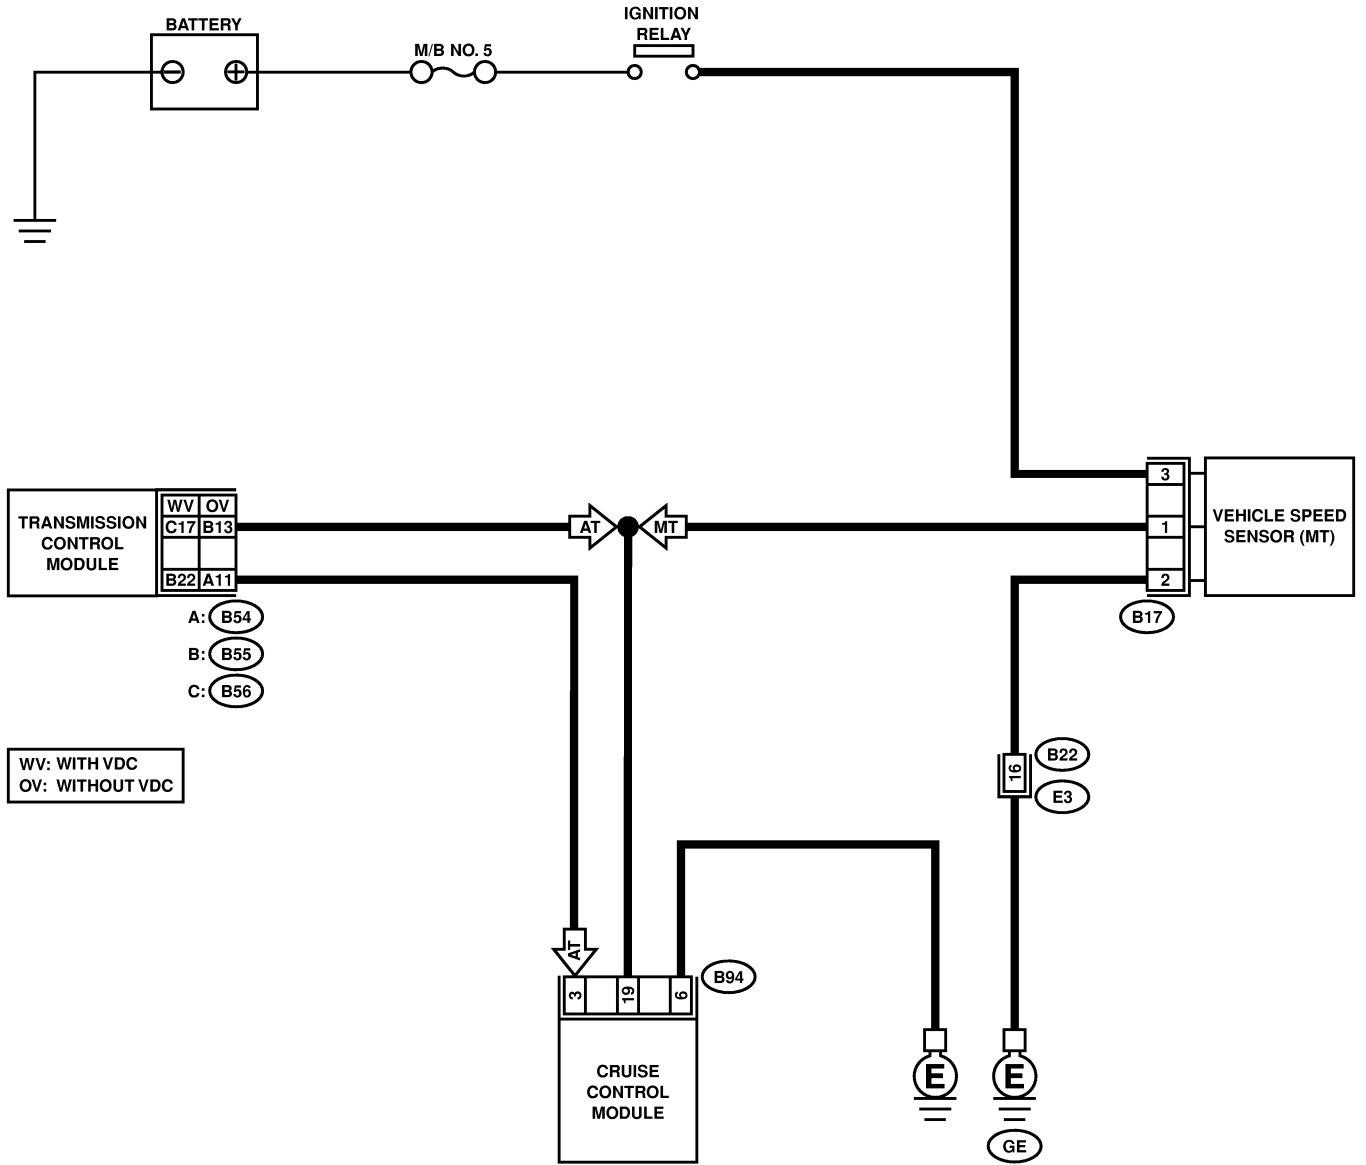 BATTERY
M/B NO. 5
IGNITION
RELAY
TRANSMISSION
CONTROL
MODULE
WV OV
C17 B13
B22 A11
A: B54
B: B55
C: B56
WV: WITH VDC
OV: WITHOUT VDC
AT
MT
3
1
2
VEHICLE SPEED
SENSOR (MT)
B17
16
B22
E3
AT
3 19 6
B94
CRUISE
CONTROL
MODULE
E
E
GE